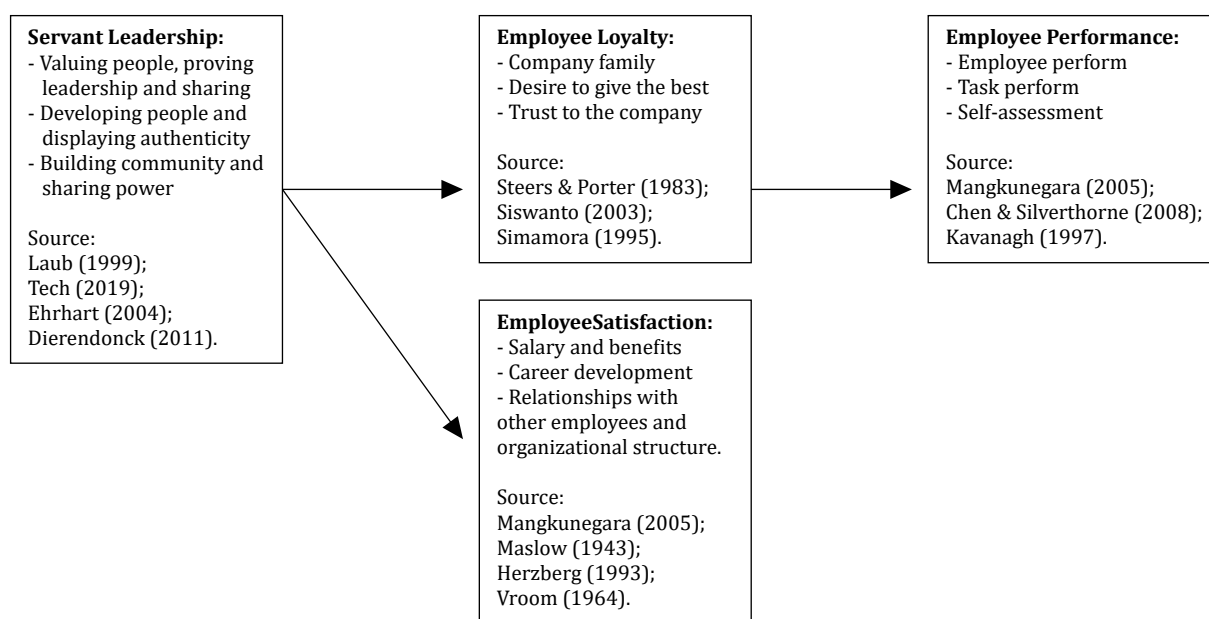 Servant Leadership:
- Valuing people, proving
leadership and sharing
- Developing people and
displaying authenticity
- Building community and
sharing power
Source:
Laub (1999);
Tech (2019);
Ehrhart (2004);
Dierendonck (2011).
Employee Loyalty:
- Company family
- Desire to give the best
- Trust to the company
Source:
Steers & Porter (1983);
Siswanto (2003);
Simamora (1995).
Employee Performance:
- Employee perform
- Task perform
- Self-assessment
Source:
Mangkunegara (2005);
Chen & Silverthorne (2008);
Kavanagh (1997).
EmployeeSatisfaction:
- Salary and benefits
- Career development
- Relationships with
other employees and
organizational structure.
Source:
Mangkunegara (2005);
Maslow (1943);
Herzberg (1993);
Vroom (1964).